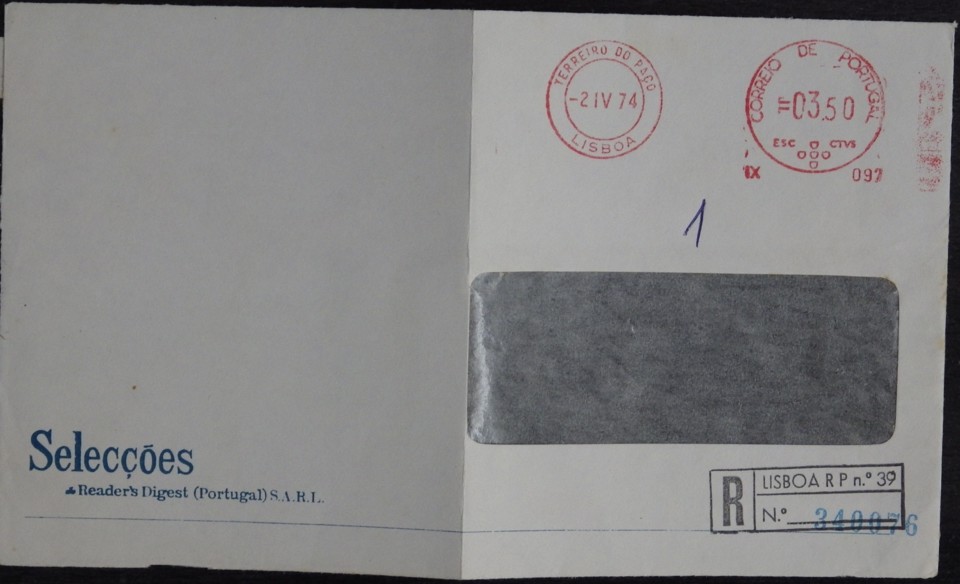 TERREIRO DO PAÇO
-2 IV 74
LISBOA
CORREIO DE PORTUGAL
03.50
ESC CTVS
IX 097
1
Selecções
Reader's Digest (Portugal) S.A.R.L.
R
LISBOA R P n.º 39
N.º 340076